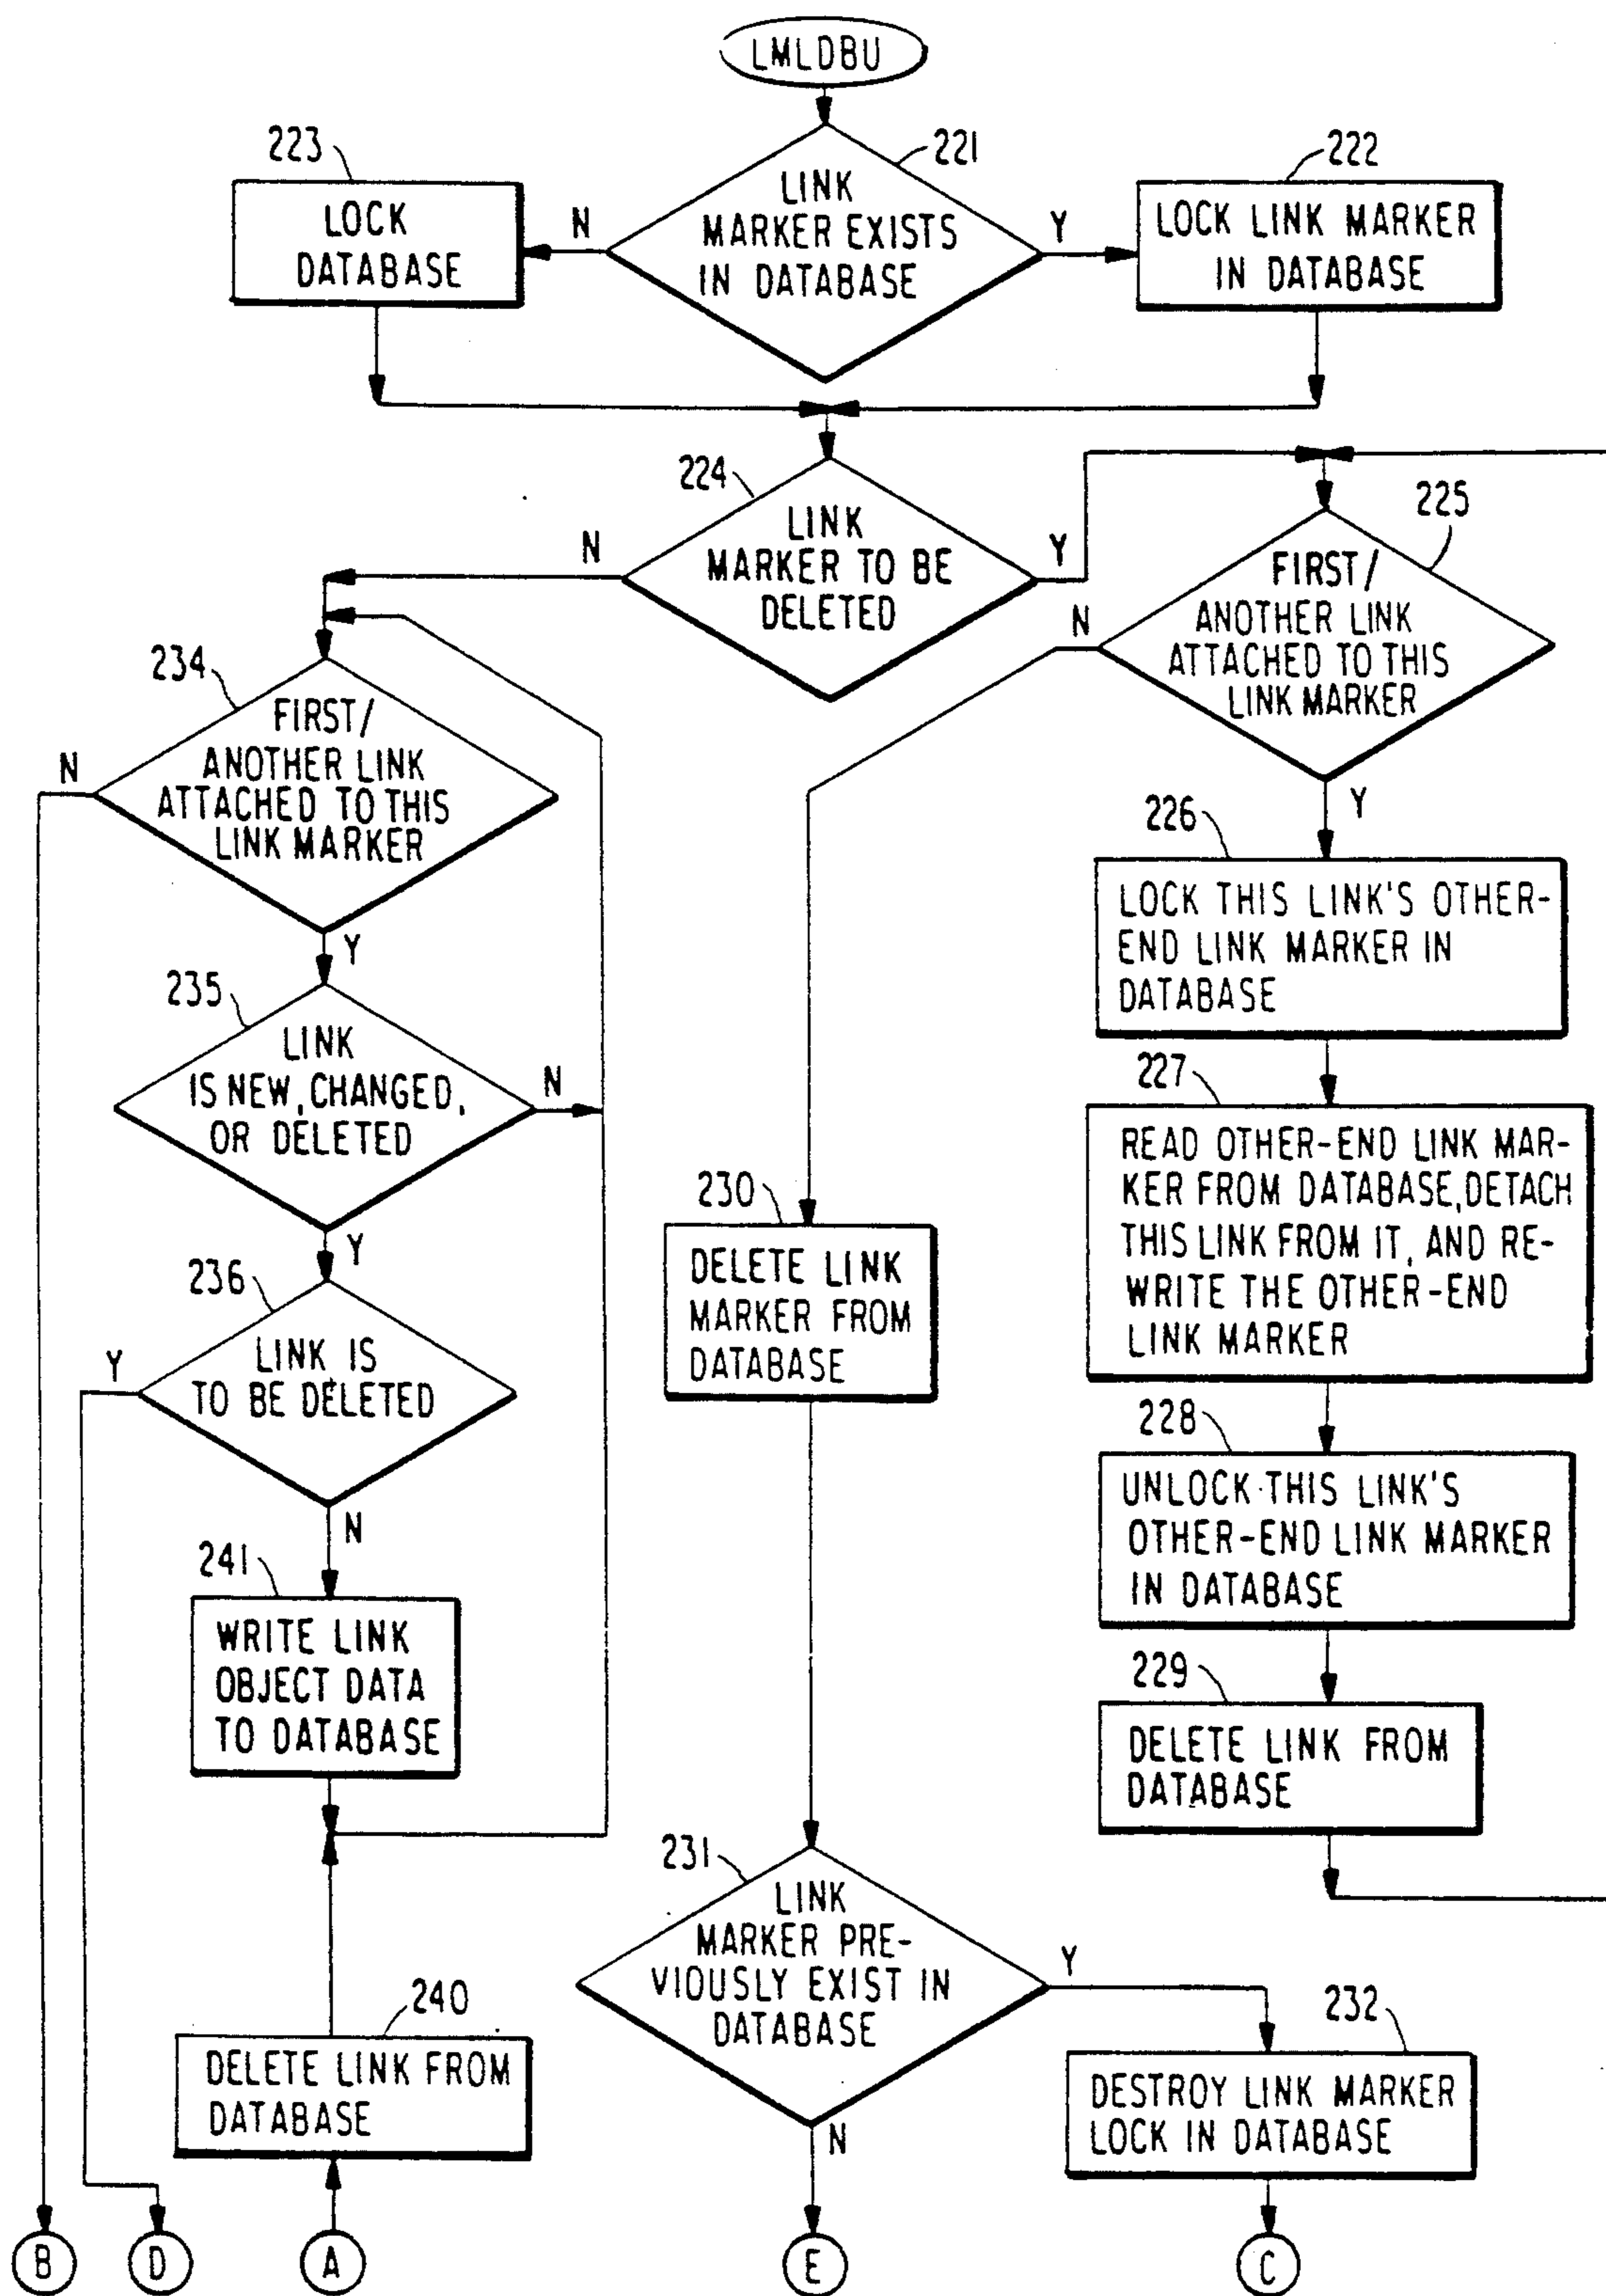 LMLDBU
223
221
222
LOCK
DATABASE
N
LINK
MARKER EXISTS
IN DATABASE
Y
LOCK LINK MARKER
IN DATABASE
224
225
N
LINK
MARKER TO BE
DELETED
Y
FIRST/
ANOTHER LINK
ATTACHED TO THIS
LINK MARKER
N
Y
234
FIRST/
ANOTHER LINK
ATTACHED TO THIS
LINK MARKER
N
Y
226
LOCK THIS LINK'S OTHER-
END LINK MARKER IN
DATABASE
235
LINK
IS NEW, CHANGED,
OR DELETED
N
Y
227
READ OTHER-END LINK MAR-
KER FROM DATABASE, DETACH
THIS LINK FROM IT, AND RE-
WRITE THE OTHER-END
LINK MARKER
230
DELETE LINK
MARKER FROM
DATABASE
236
Y
LINK IS
TO BE DELETED
N
228
UNLOCK THIS LINK'S
OTHER-END LINK MARKER
IN DATABASE
241
WRITE LINK
OBJECT DATA
TO DATABASE
229
DELETE LINK FROM
DATABASE
231
LINK
MARKER PRE-
VIOUSLY EXIST IN
DATABASE
Y
N
240
DELETE LINK FROM
DATABASE
232
DESTROY LINK MARKER
LOCK IN DATABASE
B
D
A
E
C